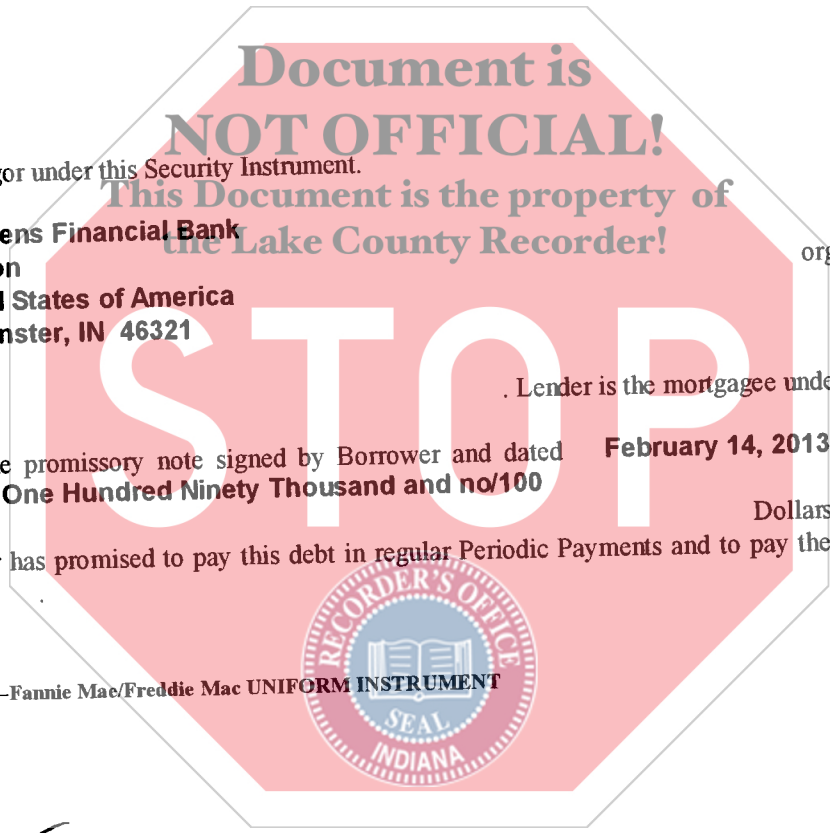 Document is
NOT OFFICIAL!
or under this Security Instrument.
This Document is the property of
ens Financial Bank
the Lake County Recorder!
org
on
States of America
nster, IN 46321
STOP
. Lender is the mortgagee unde
e promissory note signed by Borrower and dated February 14, 2013
One Hundred Ninety Thousand and no/100
Dollars
has promised to pay this debt in regular Periodic Payments and to pay the
.
RECORDER'S OFFICE
–Fannie Mae/Freddie Mac UNIFORM INSTRUMENT
SEAL
INDIANA